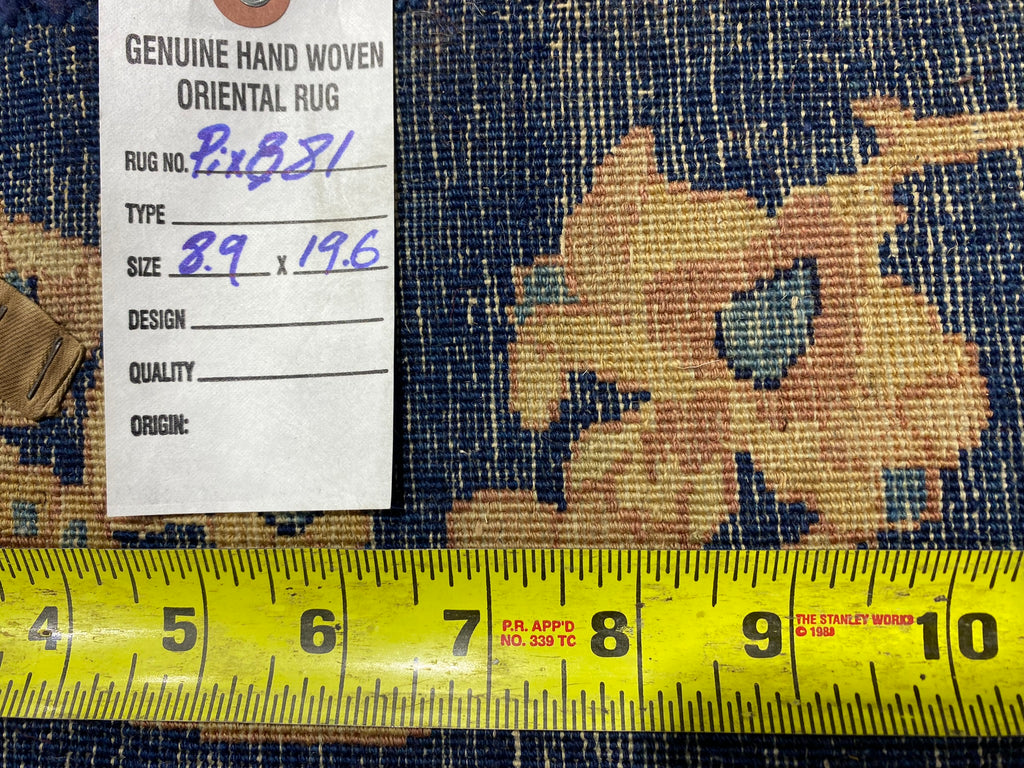 GENUINE HAND WOVEN
ORIENTAL RUG
RUG NO. Pix881
TYPE
SIZE 8.9 X 19.6
DESIGN
QUALITY
ORIGIN:
4 5 6 7 8 9 10
P.R. APP'D
NO. 339 TC
THE STANLEY WORKS
© 1988